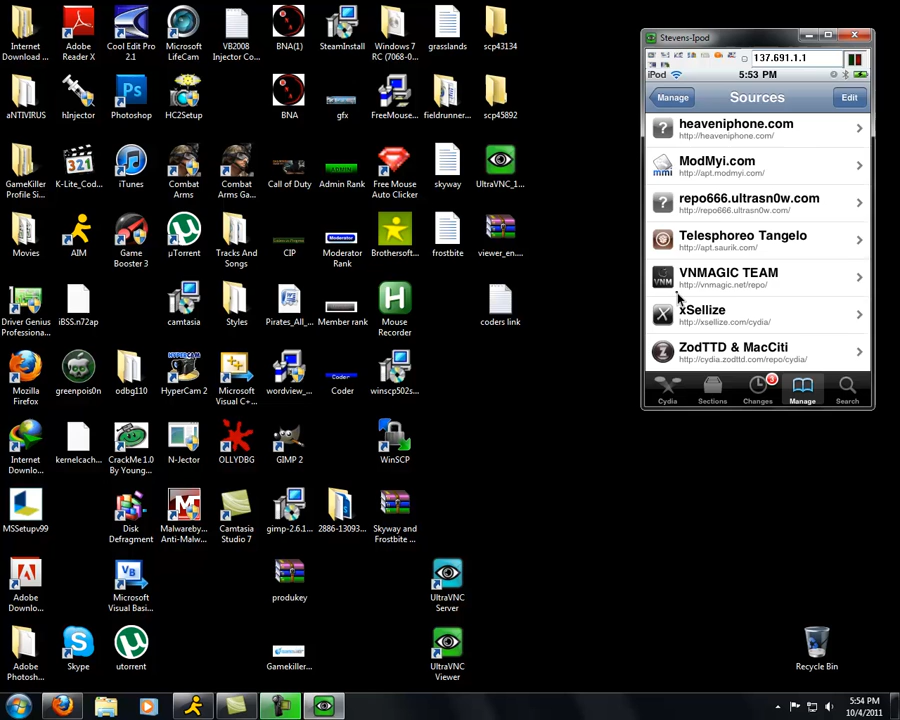 Internet
Download ...
Adobe
Reader X
Cool Edit Pro
2.1
Microsoft
LifeCam
VB2008
Injector Co...
BNA(1)
SteamInstall
Windows 7
RC (7068-0...
grasslands
scp43134
aNTIVIRUS
hInjector
Photshop
HC2Setup
BNA
gfx
FreeMouse...
fieldrunner...
scp45892
GameKiller
Profile Si...
K-Lite_Cod...
iTunes
Combat
Arms
Combat
Arms Ga...
Call of Duty
Admin Rank
Free Mouse
Auto Clicker
skyway
UltraVNC_1...
Movies
AIM
Game
Booster 3
µTorrent
Tracks And
Songs
CIP
Moderator
Moderator
Rank
Brothersoft...
frostbite
viewer_en...
Driver Genius
Professiona...
iBSS.n72ap
camtasia
Styles
Pirates_All_...
Member rank
Mouse
Recorder
coders link
Mozilla
Firefox
greenpois0n
odbg110
HyperCam 2
Microsoft
Visual C+...
wordview_...
Coder
Coder
winscp502s...
Internet
Downlo...
kernelcach...
CrackMe1.0
By Young...
N-Jector
OLLYDBG
GIMP 2
WinSCP
MSSetupv99
Disk
Defragment
Malwareby...
Anti-Malw...
Camtasia
Studio 7
gimp-2.6.1...
2886-13093...
Skyway and
Frostbite ...
Adobe
Downlo...
Microsoft
Visual Basi...
produkey
UltraVNC
Server
Adobe
Photosh...
Skype
utorrent
Gamekiller...
UltraVNC
Viewer
Recycle Bin
Stevens-Ipod
137.691.1.1
iPod
5:53 PM
Manage
Sources
Edit
heaveniphone.com
http://heaveniphone.com/
ModMyi.com
http://apt.modmyi.com/
repo666.ultrasn0w.com
http://repo666.ultrasn0w.com/
Telesphoreo Tangelo
http://apt.saurik.com/
VNMAGIC TEAM
http://vnmagic.net/repo/
xSellize
http://xsellize.com/cydia/
ZodTTD & MacCiti
http://cydia.zodttd.com/repo/cydia/
Cydia
Sections
Changes
Manage
Search
5:54 PM
10/4/2011